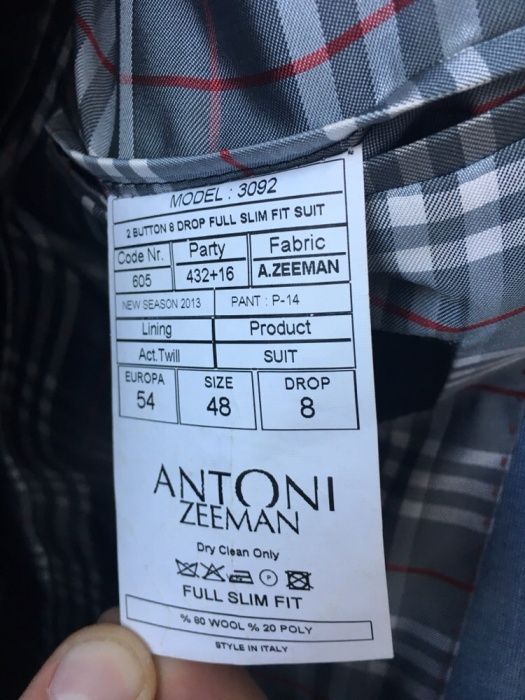 MODEL : 3092
2 BUTTON 8 DROP FULL SLIM FIT SUIT
Code Nr. Party Fabric
605 432+16 A.ZEEMAN
NEW SEASON 2013 PANT : P-14
Lining Product
Act.Twill SUIT
EUROPA SIZE DROP
54 48 8
ANTONI
ZEEMAN
Dry Clean Only
FULL SLIM FIT
% 80 WOOL % 20 POLY
STYLE IN ITALY